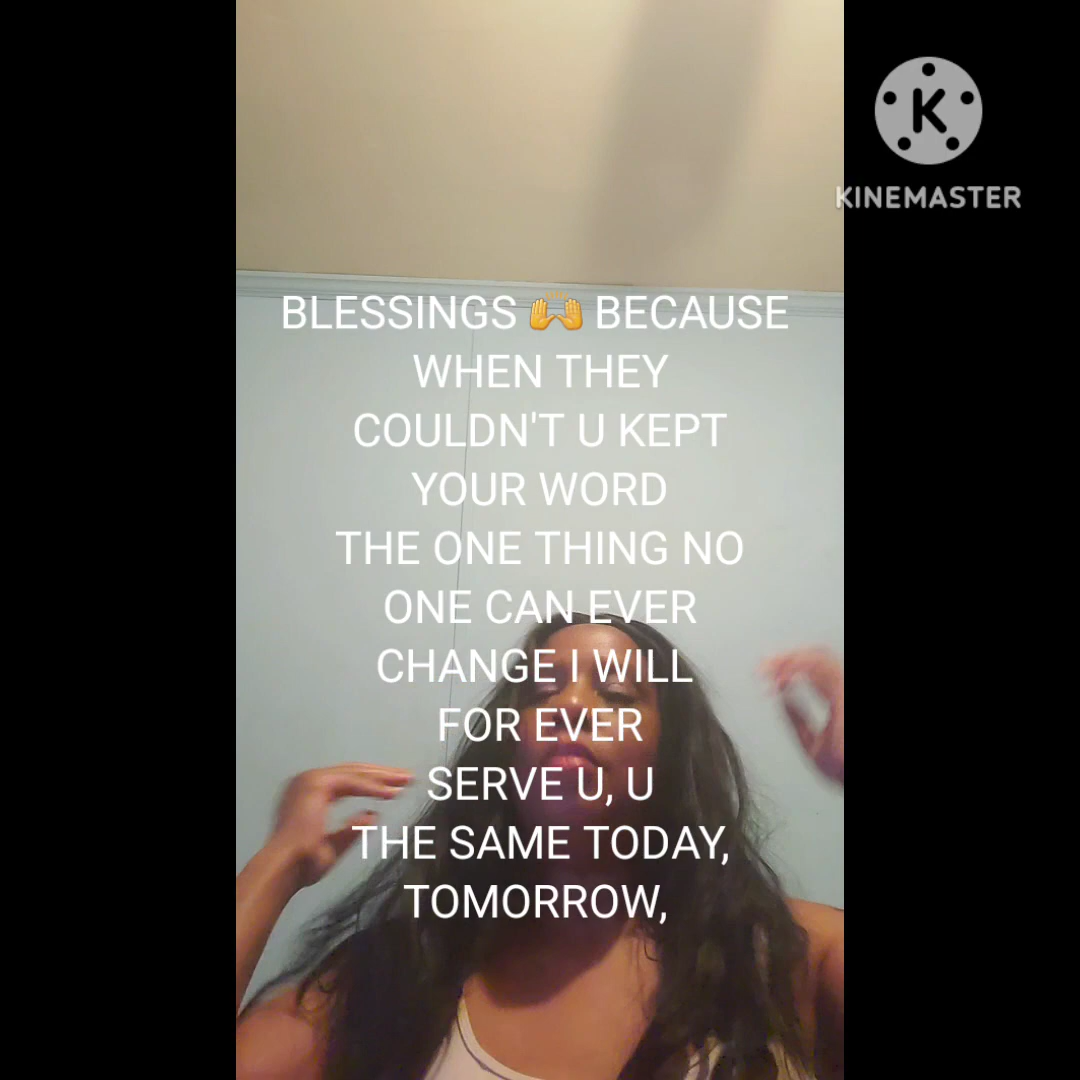 K
KINEMASTER
BLESSINGS 🙌 BECAUSE
WHEN THEY
COULDN'T U KEPT
YOUR WORD
THE ONE THING NO
ONE CAN EVER
CHANGE I WILL
FOR EVER
SERVE U, U
THE SAME TODAY,
TOMORROW,